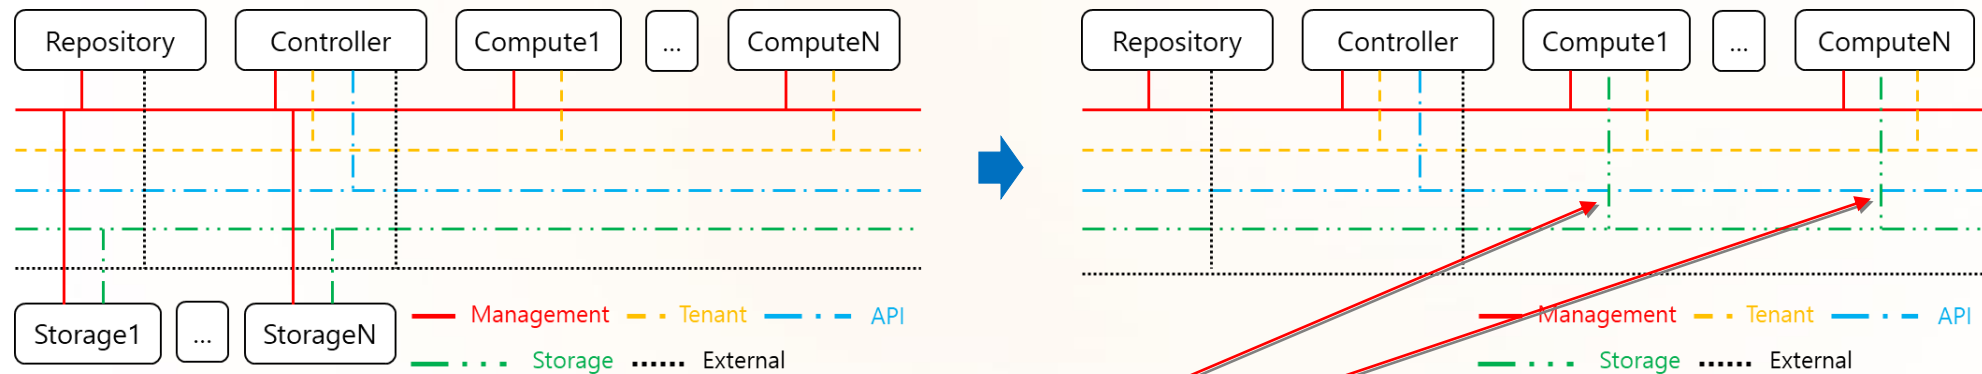 Repository Controller Compute1 ... ComputeN
Storage1 ... StorageN
Management Tenant API
Storage External
Repository Controller Compute1 ... ComputeN
Management Tenant API
Storage External